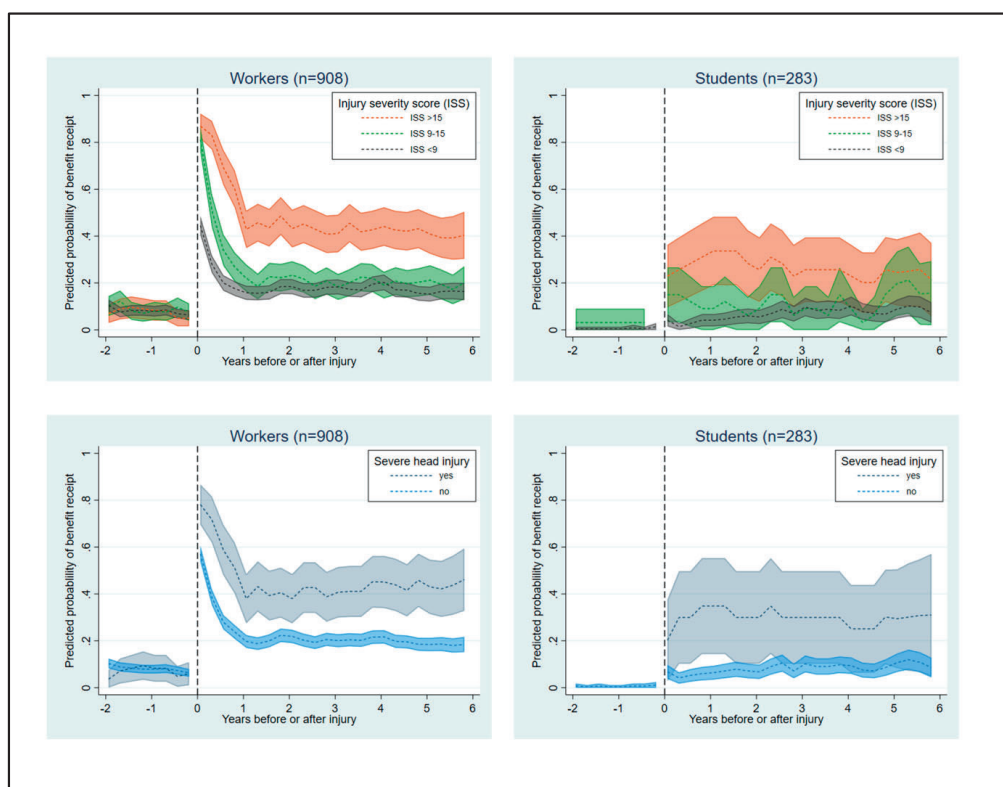 Workers (n=908)
Predicted probability of benefit receipt
1
.8
.6
.4
.2
0
Injury severity score (ISS)
ISS >15
ISS 9-15
ISS <9
-2 -1 0 1 2 3 4 5 6
Years before or after injury
Students (n=283)
Predicted probability of benefit receipt
1
.8
.6
.4
.2
0
Injury severity score (ISS)
ISS >15
ISS 9-15
ISS <9
-2 -1 0 1 2 3 4 5 6
Years before or after injury
Workers (n=908)
Predicted probability of benefit receipt
1
.8
.6
.4
.2
0
Severe head injury
yes
no
-2 -1 0 1 2 3 4 5 6
Years before or after injury
Students (n=283)
Predicted probability of benefit receipt
1
.8
.6
.4
.2
0
Severe head injury
yes
no
-2 -1 0 1 2 3 4 5 6
Years before or after injury